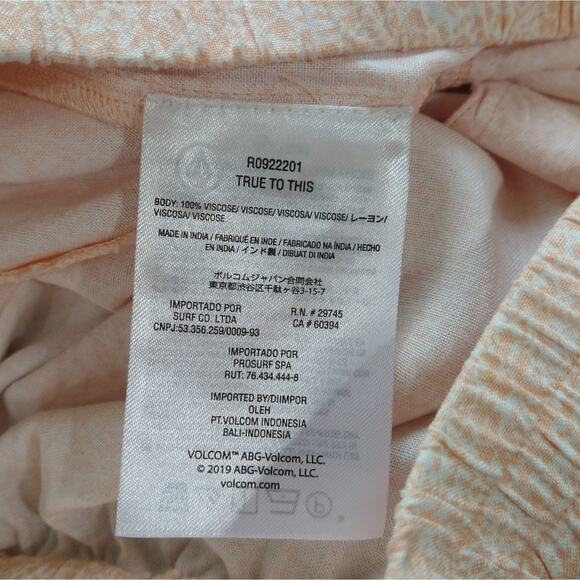 R0922201
TRUE TO THIS
BODY: 100% VISCOSE/ VISCOSE/ VISCOSA/ VISCOSE/ レーヨン/
VISCOSA/ VISCOSE
MADE IN INDIA / FABRIQUÉ EN INDE / FABRICADO NA ÍNDIA / HECHO
EN INDIA / インド製 / DIBUAT DI INDIA
ボルコムジャパン合同会社
東京都渋谷区千駄ヶ谷3-15-7
IMPORTADO POR
SURF CO. LTDA
CNPJ:53.356.259/0009-93
R.N. # 29745
CA # 60394
IMPORTADO POR
PROSURF SPA
RUT: 76.434.444-8
IMPORTED BY/DIIMPOR
OLEH
PT.VOLCOM INDONESIA
BALI-INDONESIA
VOLCOM™ ABG-Volcom, LLC.
© 2019 ABG-Volcom, LLC.
volcom.com